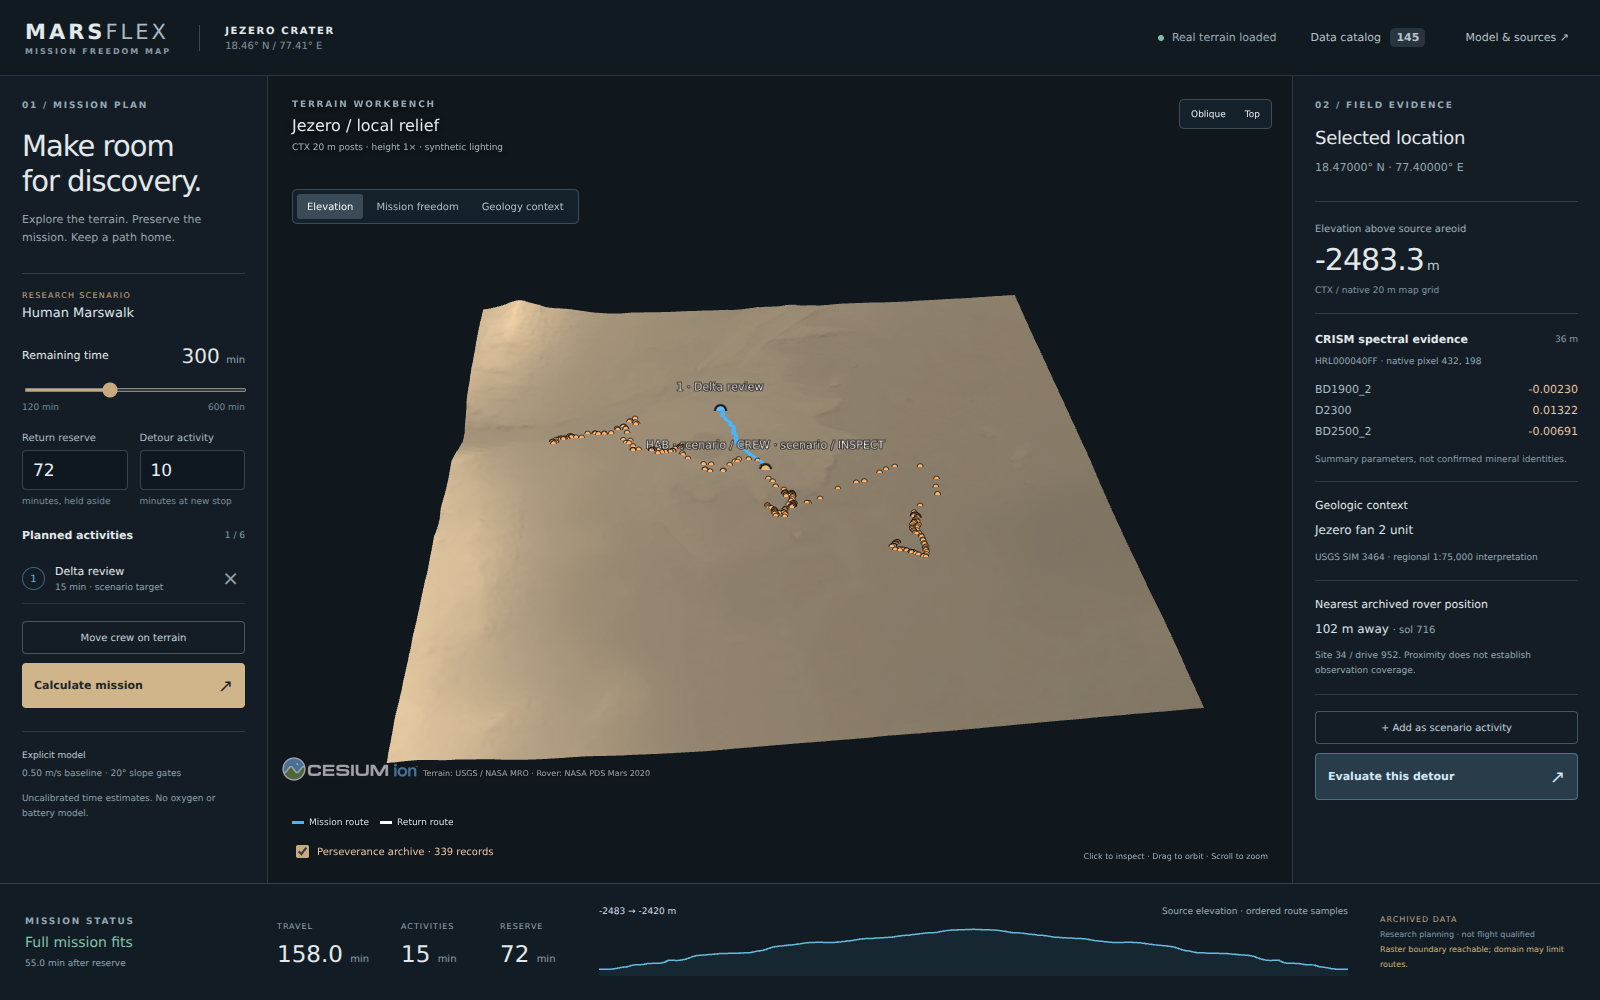 MARSFLEX
MISSION FREEDOM MAP
JEZERO CRATER
18.46° N / 77.41° E
Real terrain loaded
Data catalog 145
Model & sources ↗
01 / MISSION PLAN
Make room
for discovery.
Explore the terrain. Preserve the
mission. Keep a path home.
RESEARCH SCENARIO
Human Marswalk
Remaining time 300 min
120 min 600 min
Return reserve Detour activity
72 10
minutes, held aside minutes at new stop
Planned activities 1 / 6
1 Delta review ×
15 min · scenario target
Move crew on terrain
Calculate mission ↗
Explicit model
0.50 m/s baseline · 20° slope gates
Uncalibrated time estimates. No oxygen or
battery model.
TERRAIN WORKBENCH
Jezero / local relief
CTX 20 m posts · height 1× · synthetic lighting
Oblique Top
Elevation Mission freedom Geology context
1 · Delta review
HAB · scenario / CREW · scenario / INSPECT
CESIUM ion Terrain: USGS / NASA MRO · Rover: NASA PDS Mars 2020
Mission route Return route
Perseverance archive · 339 records
Click to inspect · Drag to orbit · Scroll to zoom
02 / FIELD EVIDENCE
Selected location
18.47000° N · 77.40000° E
Elevation above source areoid
-2483.3 m
CTX / native 20 m map grid
CRISM spectral evidence 36 m
HRL000040FF · native pixel 432, 198
BD1900_2 -0.00230
D2300 0.01322
BD2500_2 -0.00691
Summary parameters, not confirmed mineral identities.
Geologic context
Jezero fan 2 unit
USGS SIM 3464 · regional 1:75,000 interpretation
Nearest archived rover position
102 m away · sol 716
Site 34 / drive 952. Proximity does not establish
observation coverage.
+ Add as scenario activity
Evaluate this detour ↗
MISSION STATUS
Full mission fits
55.0 min after reserve
TRAVEL
158.0 min
ACTIVITIES
15 min
RESERVE
72 min
-2483 → -2420 m
Source elevation · ordered route samples
ARCHIVED DATA
Research planning · not flight qualified
Raster boundary reachable; domain may limit
routes.